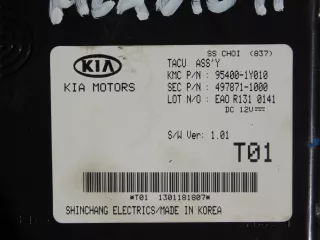 SS CHOI (837)
KIA
KIA MOTORS
TACU ASS'Y
KMC P/N : 95400-1Y010
SEC P/N : 497871-1000
LOT N/O : EAO R131 0141
DC 12V
S/W Ver: 1.01
T01
*T01 1301181807*
SHINCHANG ELECTRICS/MADE IN KOREA